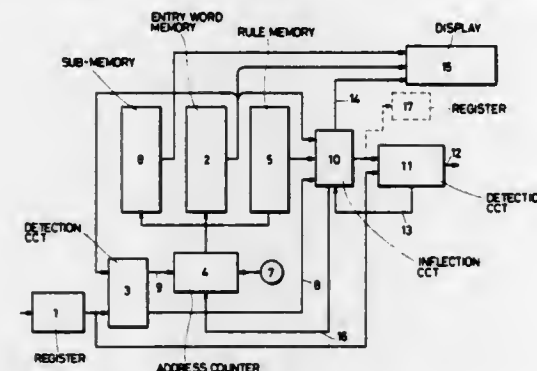 ENTRY WORD
MEMORY
RULE MEMORY
DISPLAY
SUB-MEMORY
15
14
17
REGISTER
2
5
10
11
12
DETECTION
CCT
13
INFLECTION
CCT
DETECTION
CCT
3
9
4
7
8
1
16
REGISTER
ADDRESS COUNTER